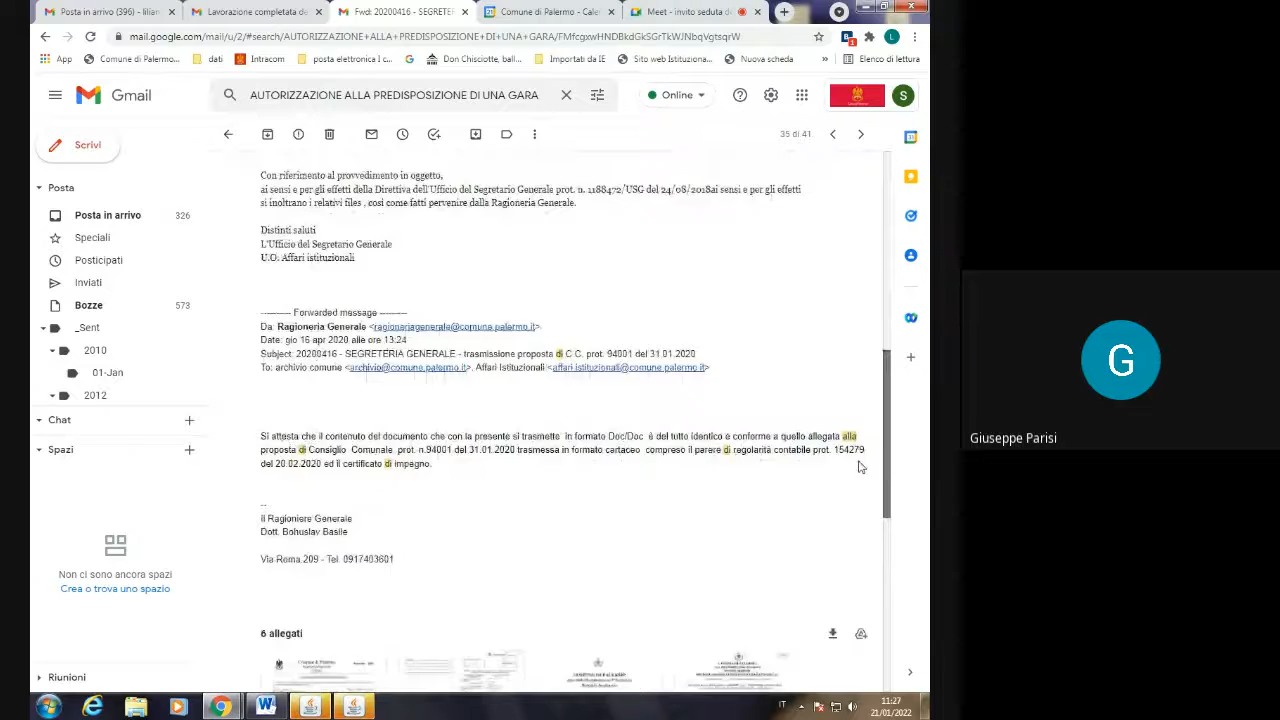 Posta in arrivo (396) - lilian
Lavorazione completata de
Fwd: 20200416 - SEGRETER
Comune di Palermo - Cale
Meet - invito seduta d
mail.google.com/mail/u/2/#search/AUTORIZZAZIONE+ALLA+PREDISPOSIZIONE+DI+UNA+GARA/FMfcgxwHNDBkdGkSGrTkWJNbqVgtsqrW
App
Comune di Palermo...
dati
Intracom
posta elettronica I c...
Don Chisciotte, ball...
Importati da IE
Sito web Istituziona...
Nuova scheda
»
Elenco di lettura
Gmail
AUTORIZZAZIONE ALLA PREDISPOSIZIONE DI UNA GARA
Online
S
Scrivi
35 di 41
Posta
Posta in arrivo 326
Speciali
Posticipati
Inviati
Bozze 573
_Sent
2010
01-Jan
2012
Chat
Spazi
Non ci sono ancora spazi
Crea o trova uno spazio
Riunioni
Con riferimento al provvedimento in oggetto,
ai sensi e per gli effetti della Direttiva dell'Ufficio del Segretario Generale prot. n. 1188472/USG del 24/08/2018ai sensi e per gli effetti
si inoltrano i relativi files , così come fatti pervenire dalla Ragioneria Generale.
Distinti saluti
L'Ufficio del Segretario Generale
U.O. Affari istituzionali
---------- Forwarded message ---------
Da: Ragioneria Generale <ragioneriagenerale@comune.palermo.it>
Date: gio 16 apr 2020 alle ore 13:24
Subject: 20200416 - SEGRETERIA GENERALE - trasmissione proposta di C.C. prot. 94001 del 31.01.2020
To: archivio comune <archivio@comune.palermo.it>, Affari Istituzionali <affari.istituzionali@comune.palermo.it>
Si attesta che il contenuto del documento che con la presente si trasmette in formato Doc/Doc è del tutto identico e conforme a quello allegata alla
proposta di Consiglio Comunale prot. n.94001 del 31.01.2020 trasmessa in formato cartaceo compreso il parere di regolarità contabile prot. 154279
del 20.02.2020 ed il certificato di impegno.
--
Il Ragioniere Generale
Dott. Bohuslav Basile
Via Roma,209 - Tel. 0917403601
6 allegati
G
Giuseppe Parisi
IT
11:27
21/01/2022